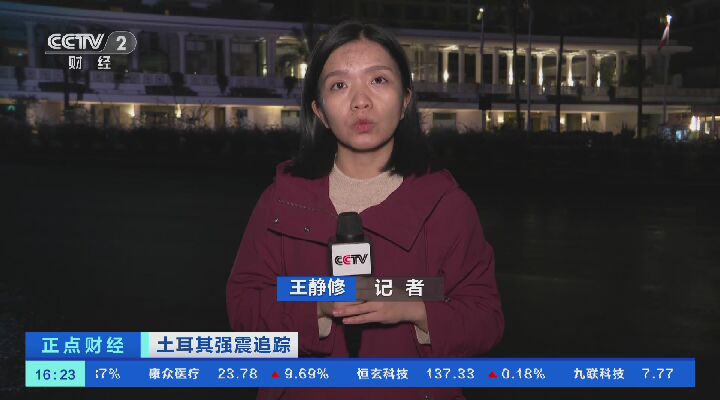 CCTV 2
财 经
CCTV
王静修 记者
正点财经 土耳其强震追踪
16:23 37% 康众医疗 23.78 ▲9.69% 恒玄科技 137.33 ▲0.18% 九联科技 7.77